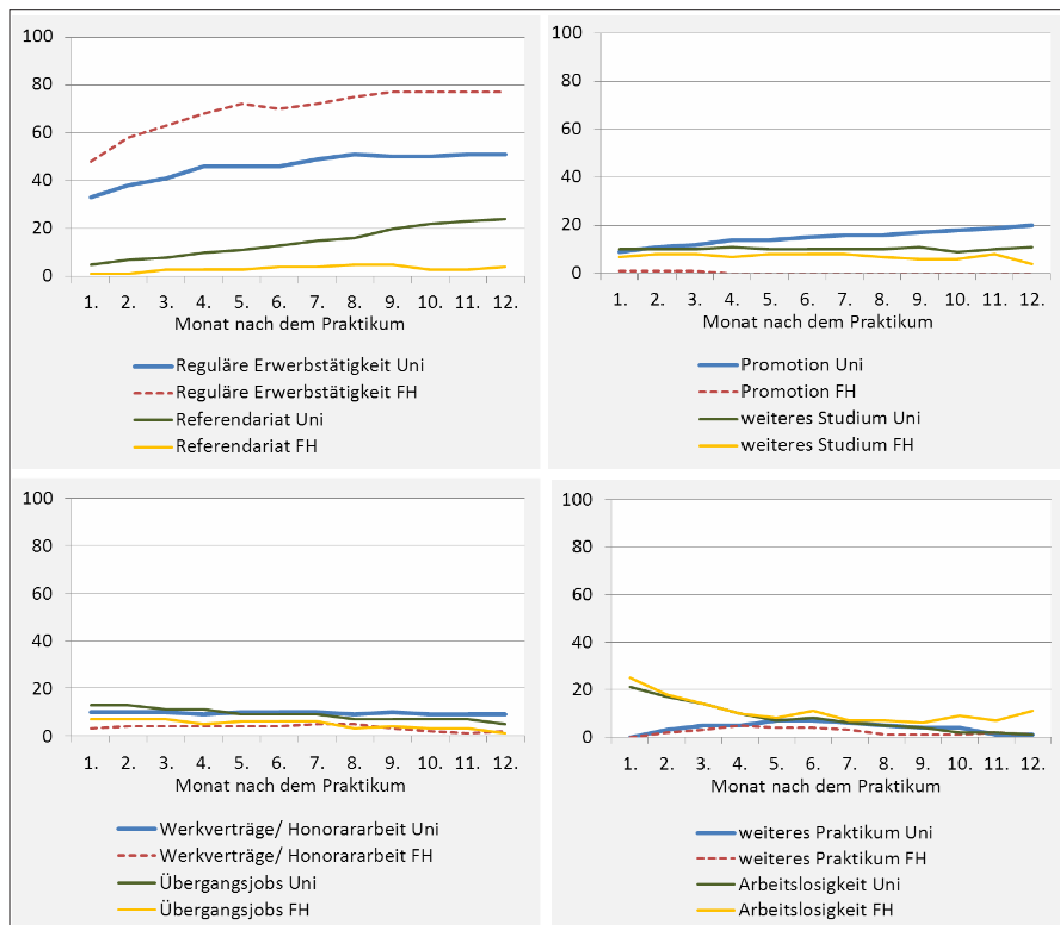 100
80
60
40
20
0
1. 2. 3. 4. 5. 6. 7. 8. 9. 10. 11. 12.
Monat nach dem Praktikum
Reguläre Erwerbstätigkeit Uni
Reguläre Erwerbstätigkeit FH
Referendariat Uni
Referendariat FH
100
80
60
40
20
0
1. 2. 3. 4. 5. 6. 7. 8. 9. 10. 11. 12.
Monat nach dem Praktikum
Promotion Uni
Promotion FH
weiteres Studium Uni
weiteres Studium FH
100
80
60
40
20
0
1. 2. 3. 4. 5. 6. 7. 8. 9. 10. 11. 12.
Monat nach dem Praktikum
Werkverträge/ Honorararbeit Uni
Werkverträge/ Honorararbeit FH
Übergangsjobs Uni
Übergangsjobs FH
100
80
60
40
20
0
1. 2. 3. 4. 5. 6. 7. 8. 9. 10. 11. 12.
Monat nach dem Praktikum
weiteres Praktikum Uni
weiteres Praktikum FH
Arbeitslosigkeit Uni
Arbeitslosigkeit FH